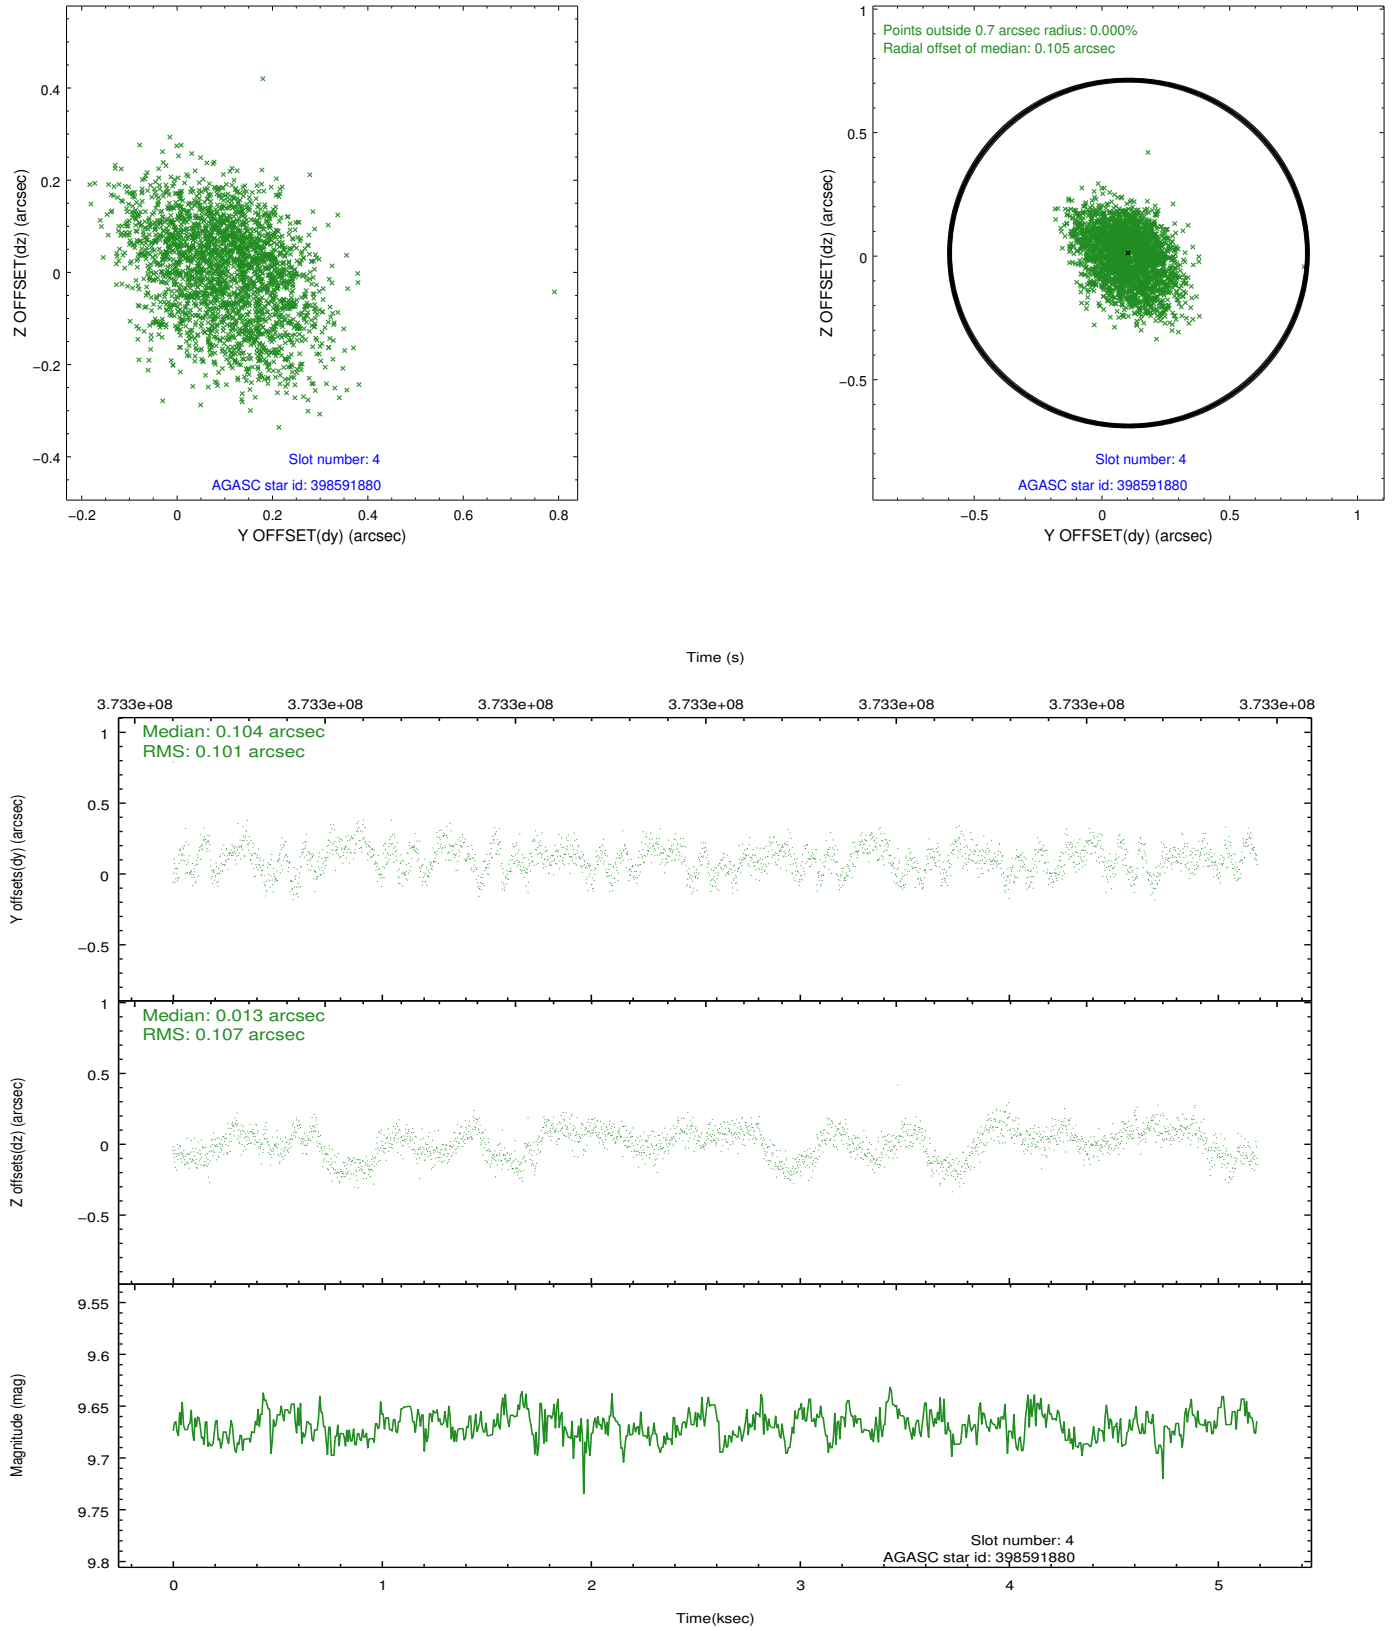 0.4
0.2
0
−0.2
−0.4
Z OFFSET(dz) (arcsec)
Slot number: 4
AGASC star id: 398591880
−0.2 0 0.2 0.4 0.6 0.8
Y OFFSET(dy) (arcsec)
1
0.5
0
−0.5
Z OFFSET(dz) (arcsec)
Points outside 0.7 arcsec radius: 0.000%
Radial offset of median: 0.105 arcsec
Slot number: 4
AGASC star id: 398591880
−0.5 0 0.5 1
Y OFFSET(dy) (arcsec)
Time (s)
3.733e+08 3.733e+08 3.733e+08 3.733e+08 3.733e+08 3.733e+08 3.733e+08
Median: 0.104 arcsec
RMS: 0.101 arcsec
1
0.5
0
−0.5
Y offsets(dy) (arcsec)
Median: 0.013 arcsec
RMS: 0.107 arcsec
1
0.5
0
−0.5
Z offsets(dz) (arcsec)
9.55
9.6
9.65
9.7
9.75
9.8
Magnitude (mag)
Slot number: 4
AGASC star id: 398591880
0 1 2 3 4 5
Time(ksec)